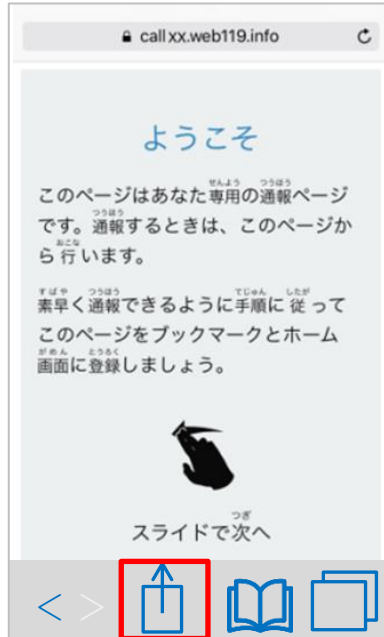 callxx.web119.info
ようこそ
このページはあなた専用の通報ページ
です。通報するときは、このページか
ら行います。
素早く通報できるように手順に従って
このページをブックマークとホーム
画面に登録しましょう。
スライドで次へ